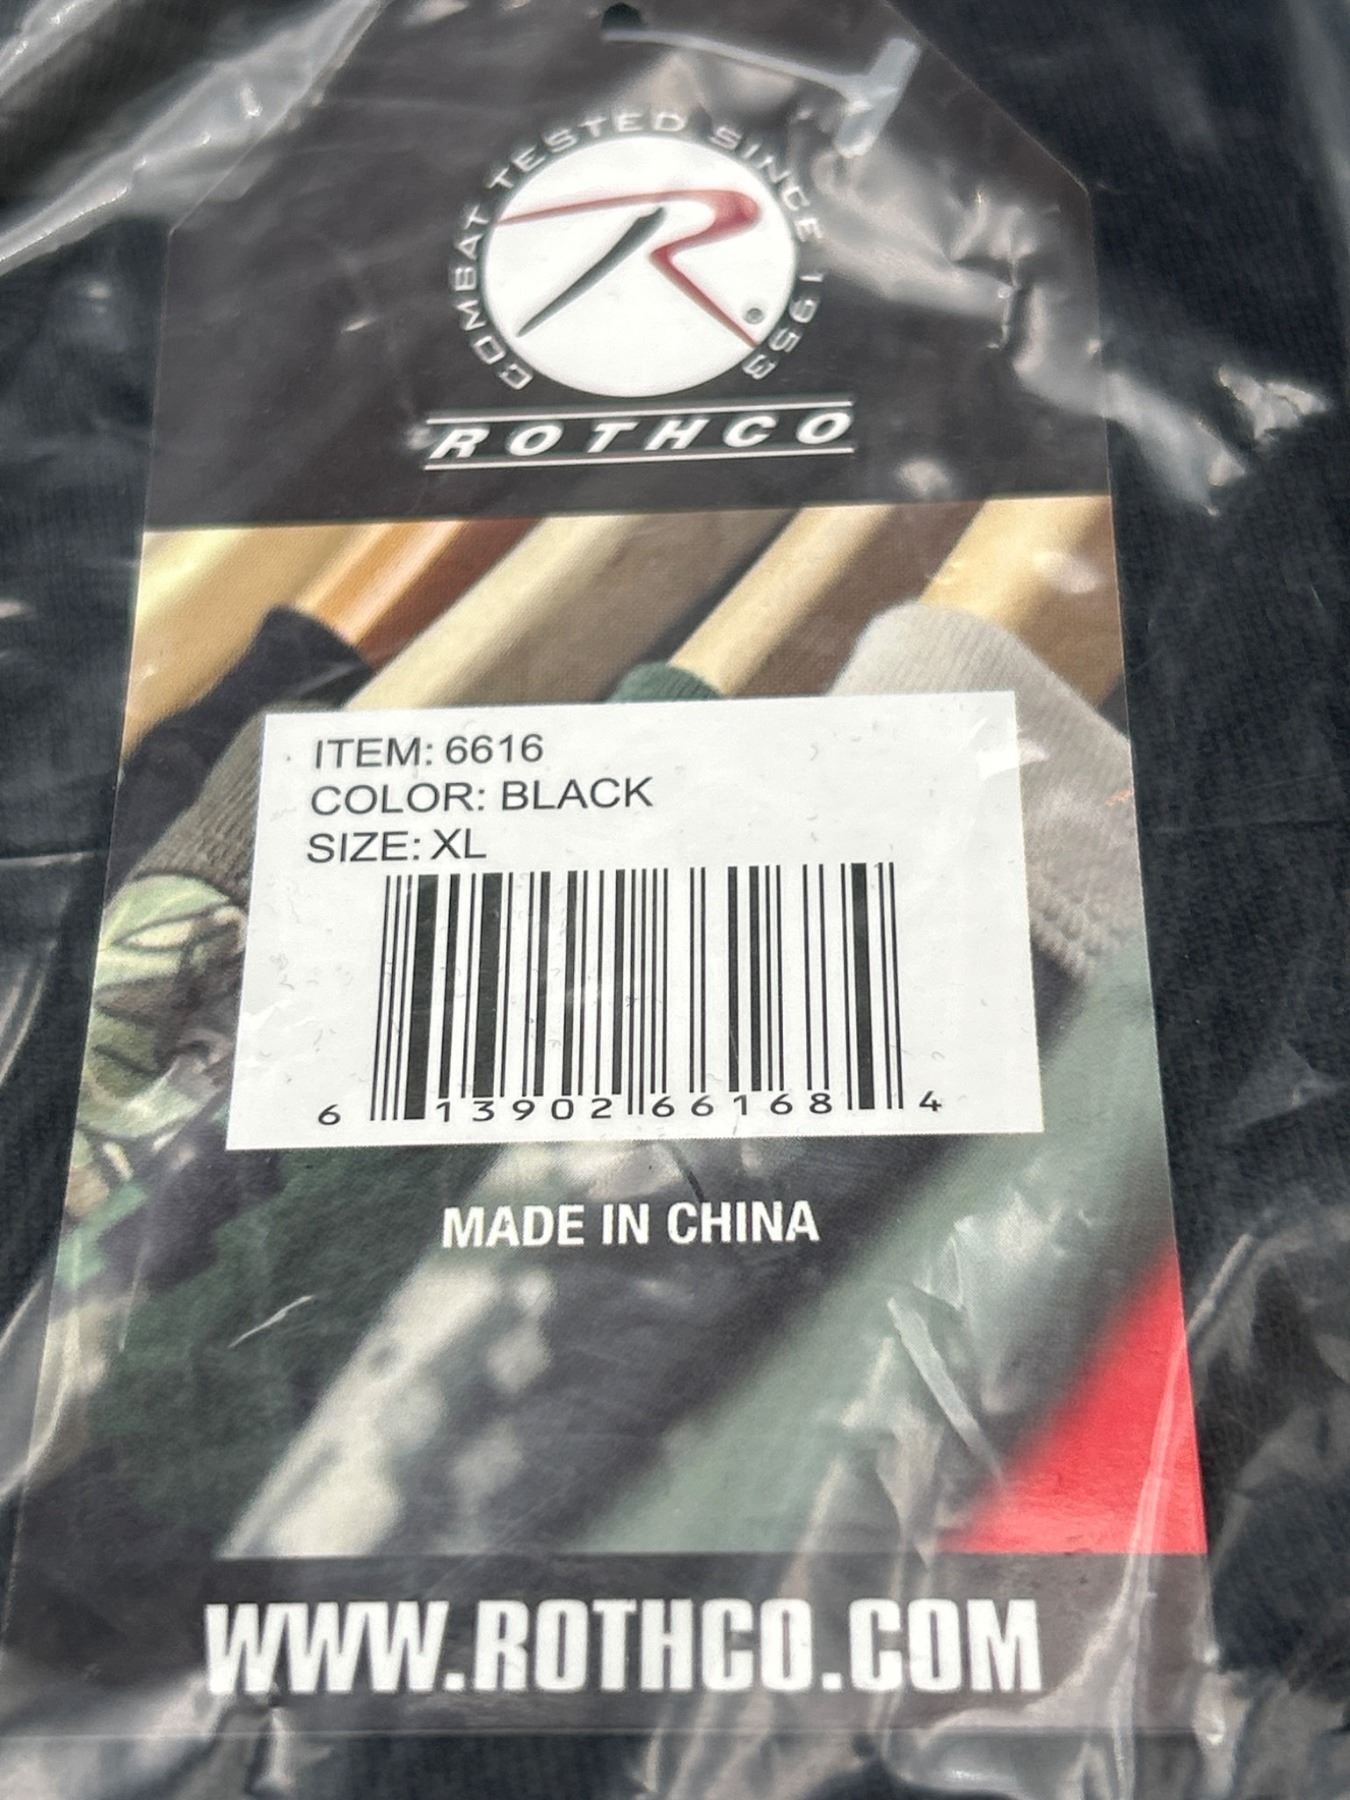 COMBAT TESTED SINCE 1953
R®
ROTHCO
ITEM: 6616
COLOR: BLACK
SIZE: XL
6 13902 66168 4
MADE IN CHINA
WWW.ROTHCO.COM